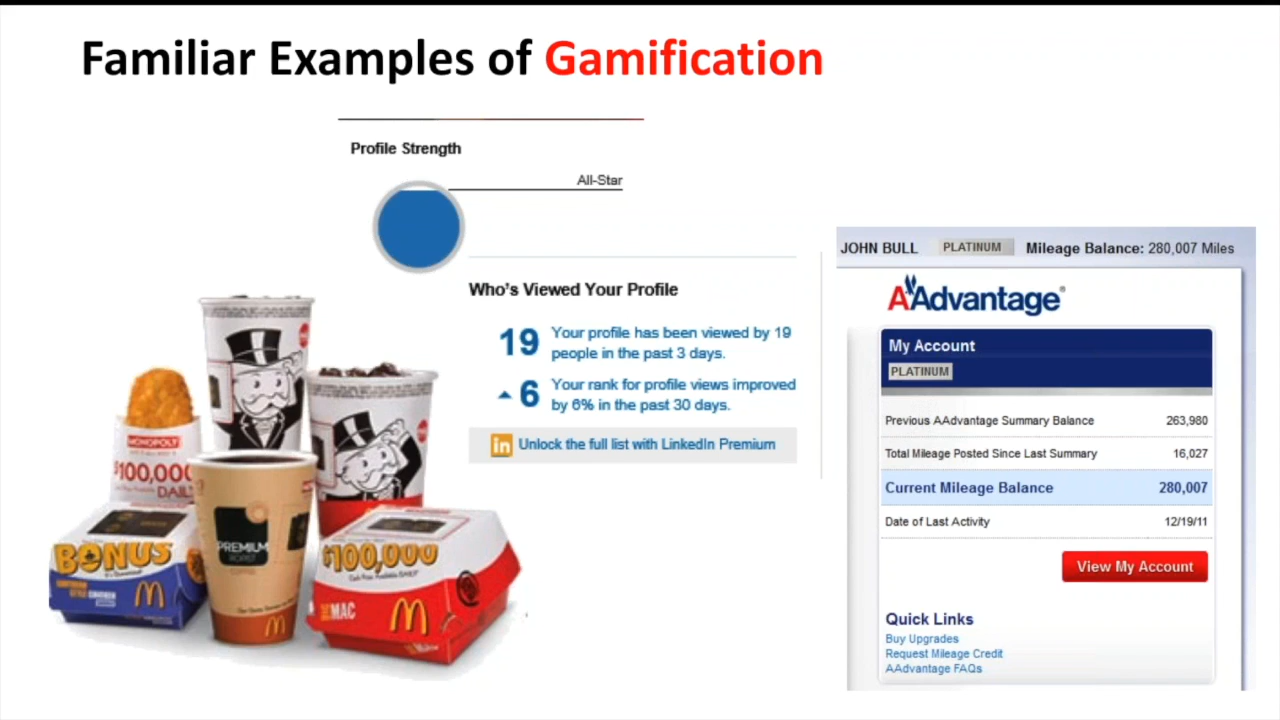 Familiar Examples of Gamification
Profile Strength
All-Star
Who's Viewed Your Profile
19 Your profile has been viewed by 19
people in the past 3 days.
6 Your rank for profile views improved
by 6% in the past 30 days.
in Unlock the full list with LinkedIn Premium
MONOPOLY
$100,000
DAILY
BONUS
PREMIUM
ROAST
COFFEE
$100,000
MAC
JOHN BULL PLATINUM Mileage Balance: 280,007 Miles
AAdvantage®
My Account
PLATINUM
Previous AAdvantage Summary Balance 263,980
Total Mileage Posted Since Last Summary 16,027
Current Mileage Balance 280,007
Date of Last Activity 12/19/11
View My Account
Quick Links
Buy Upgrades
Request Mileage Credit
AAdvantage FAQs